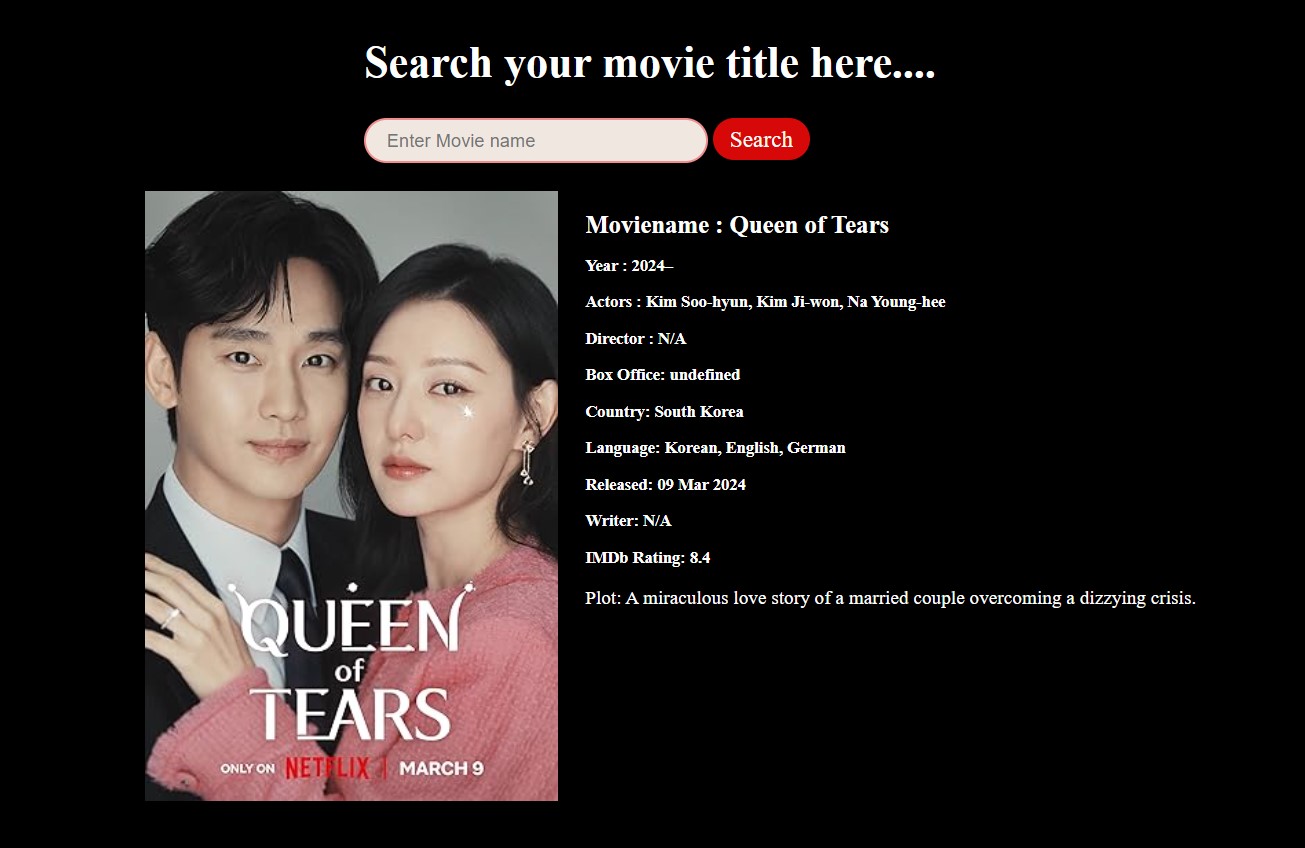 Search your movie title here....
Enter Movie name
Search
QUEEN
of
TEARS
ONLY ON NETFLIX | MARCH 9
Moviename : Queen of Tears
Year : 2024–
Actors : Kim Soo-hyun, Kim Ji-won, Na Young-hee
Director : N/A
Box Office: undefined
Country: South Korea
Language: Korean, English, German
Released: 09 Mar 2024
Writer: N/A
IMDb Rating: 8.4
Plot: A miraculous love story of a married couple overcoming a dizzying crisis.